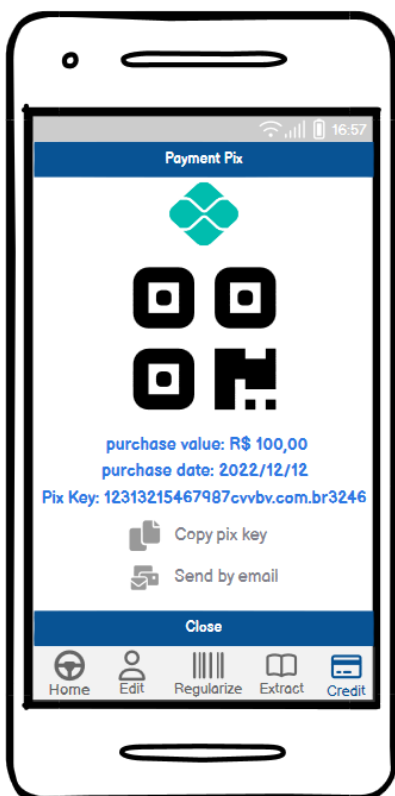 16:57
Payment Pix
purchase value: R$ 100,00
purchase date: 2022/12/12
Pix Key: 12313215467987cvvbv.com.br3246
Copy pix key
Send by email
Close
Home Edit Regularize Extract Credit